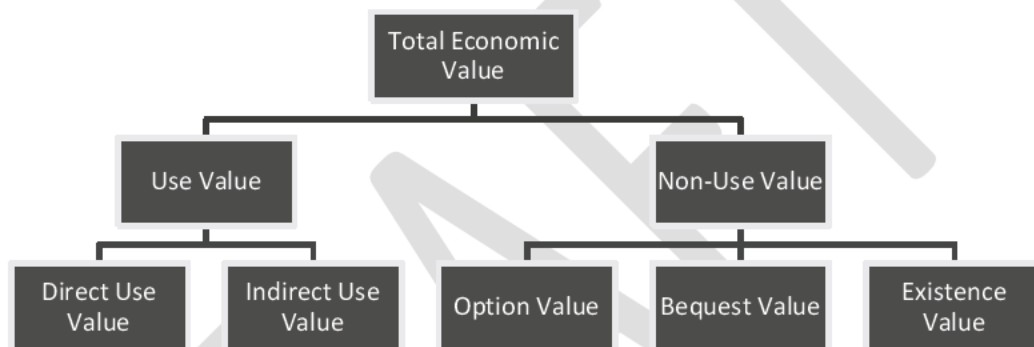 Total Economic
Value
Use Value
Non-Use Value
Direct Use
Value
Indirect Use
Value
Option Value
Bequest Value
Existence
Value